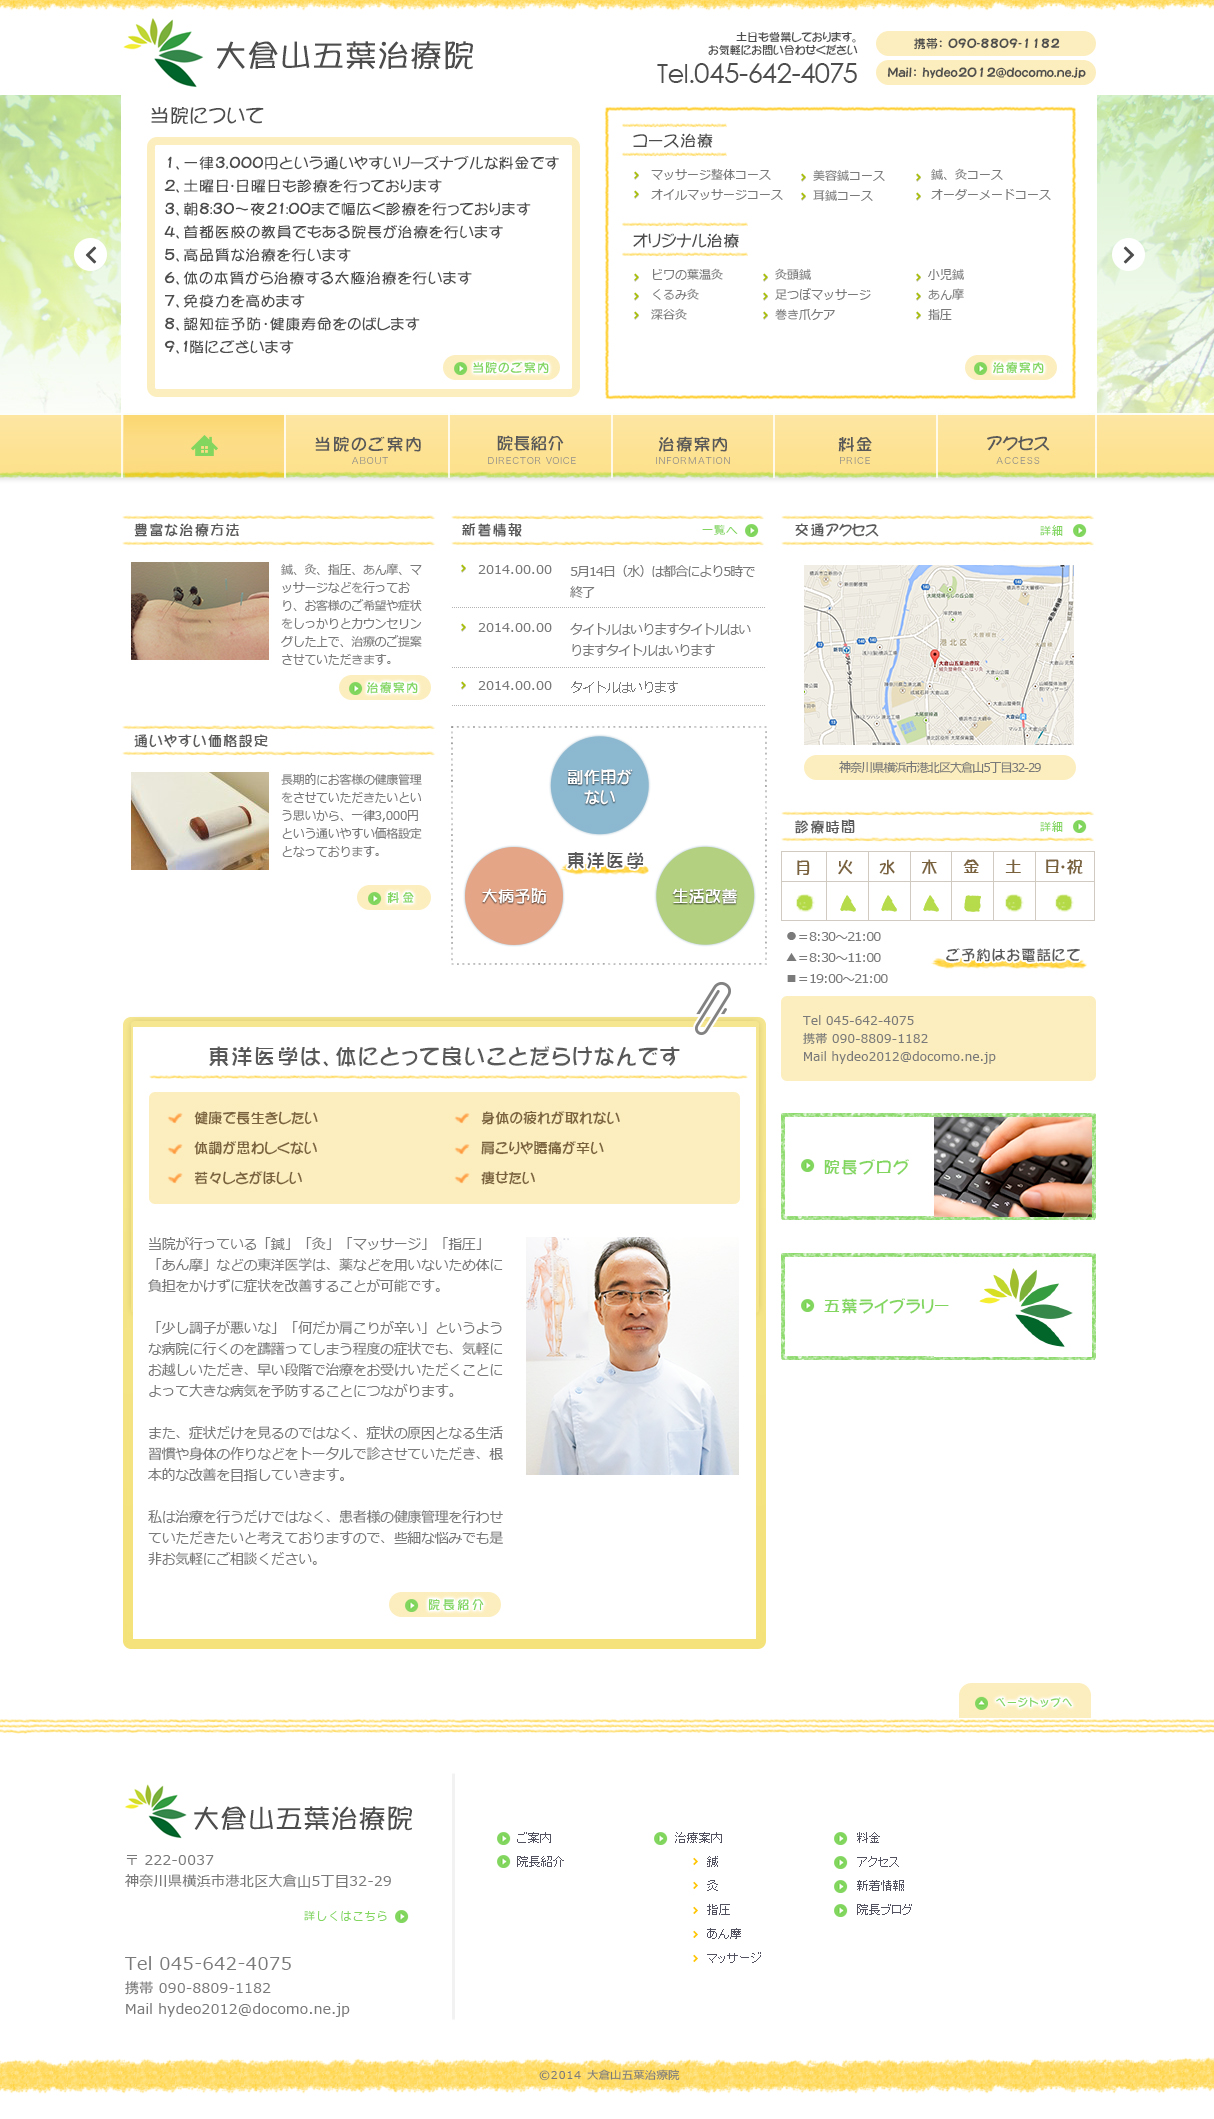 大倉山五葉治療院
土日も営業しております。
お気軽にお問い合わせください
Tel.045-642-4075
携帯： 090-8809-1182
Mail： hydeo2012@docomo.ne.jp
当院について
1、一律3,000円という通いやすいリーズナブルな料金です
2、土曜日・日曜日も診療を行っております
3、朝8:30～夜21:00まで幅広く診療を行っております
4、首都医校の教員でもある院長が治療を行います
5、高品質な治療を行います
6、体の本質から治療する太極治療を行います
7、免疫力を高めます
8、認知症予防・健康寿命をのばします
9、1階にございます
当院のご案内
コース治療
マッサージ整体コース
美容鍼コース
鍼、灸コース
オイルマッサージコース
耳鍼コース
オーダーメードコース
オリジナル治療
ビワの葉温灸
灸頭鍼
小児鍼
くるみ灸
足つぼマッサージ
あん摩
深谷灸
巻き爪ケア
指圧
治療案内
当院のご案内
ABOUT
院長紹介
DIRECTOR VOICE
治療案内
INFORMATION
料金
PRICE
アクセス
ACCESS
豊富な治療方法
鍼、灸、指圧、あん摩、マ
ッサージなどを行ってお
り、お客様のご希望や症状
をしっかりとカウンセリン
グした上で、治療のご提案
させていただきます。
治療案内
通いやすい価格設定
長期的にお客様の健康管理
をさせていただきたいとい
う思いから、一律3,000円
という通いやすい価格設定
となっております。
料金
新着情報
一覧へ
2014.00.00
5月14日（水）は都合により5時で
終了
2014.00.00
タイトルはいりますタイトルはい
りますタイトルはいります
2014.00.00
タイトルはいります
副作用が
ない
東洋医学
大病予防
生活改善
交通アクセス
詳細
港北区
大倉山五葉治療院
神奈川県横浜市港北区大倉山5丁目32-29
診療時間
詳細
月 火 水 木 金 土 日・祝
● ▲ ▲ ▲ ■ ● ●
●＝8:30～21:00
▲＝8:30～11:00
■＝19:00～21:00
ご予約はお電話にて
Tel 045-642-4075
携帯 090-8809-1182
Mail hydeo2012@docomo.ne.jp
院長ブログ
五葉ライブラリー
東洋医学は、体にとって良いことだらけなんです
健康で長生きしたい
身体の疲れが取れない
体調が思わしくない
肩こりや腰痛が辛い
若々しさがほしい
痩せたい
当院が行っている「鍼」「灸」「マッサージ」「指圧」
「あん摩」などの東洋医学は、薬などを用いないため体に
負担をかけずに症状を改善することが可能です。
「少し調子が悪いな」「何だか肩こりが辛い」というよう
な病院に行くのを躊躇ってしまう程度の症状でも、気軽に
お越しいただき、早い段階で治療をお受けいただくことに
よって大きな病気を予防することにつながります。
また、症状だけを見るのではなく、症状の原因となる生活
習慣や身体の作りなどをトータルで診させていただき、根
本的な改善を目指していきます。
私は治療を行うだけではなく、患者様の健康管理を行わせ
ていただきたいと考えておりますので、些細な悩みでも是
非お気軽にご相談ください。
院長紹介
ページトップへ
大倉山五葉治療院
〒 222-0037
神奈川県横浜市港北区大倉山5丁目32-29
詳しくはこちら
Tel 045-642-4075
携帯 090-8809-1182
Mail hydeo2012@docomo.ne.jp
ご案内
院長紹介
治療案内
鍼
灸
指圧
あん摩
マッサージ
料金
アクセス
新着情報
院長ブログ
©2014 大倉山五葉治療院